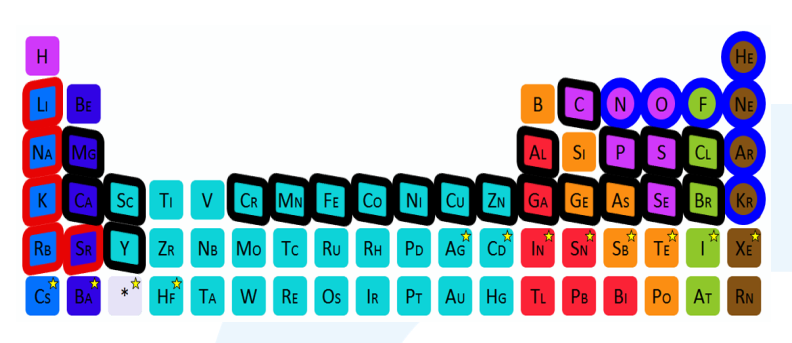 H HE
LI BE B C N O F NE
NA MG AL SI P S CL AR
K CA SC TI V CR MN FE CO NI CU ZN GA GE AS SE BR KR
RB SR Y ZR NB MO TC RU RH PD AG CD IN SN SB TE I XE
CS BA * HF TA W RE OS IR PT AU HG TL PB BI PO AT RN